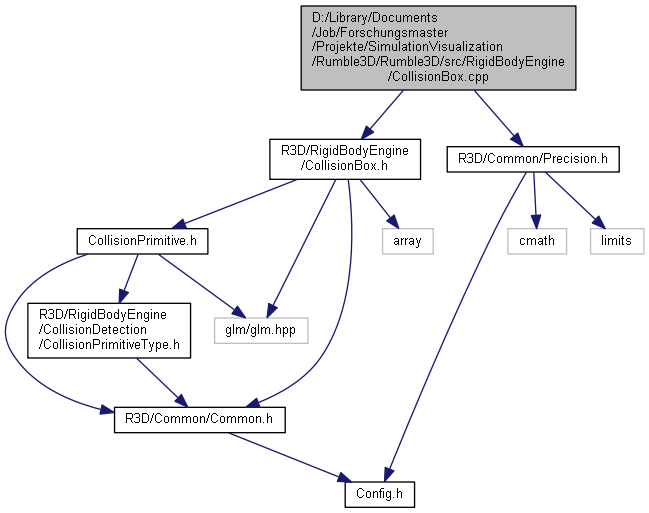 D:/Library/Documents
/Job/Forschungsmaster
/Projekte/SimulationVisualization
/Rumble3D/Rumble3D/src/RigidBodyEngine
/CollisionBox.cpp
R3D/RigidBodyEngine
/CollisionBox.h
R3D/Common/Precision.h
CollisionPrimitive.h
array
cmath
limits
R3D/RigidBodyEngine
/CollisionDetection
/CollisionPrimitiveType.h
glm/glm.hpp
R3D/Common/Common.h
Config.h